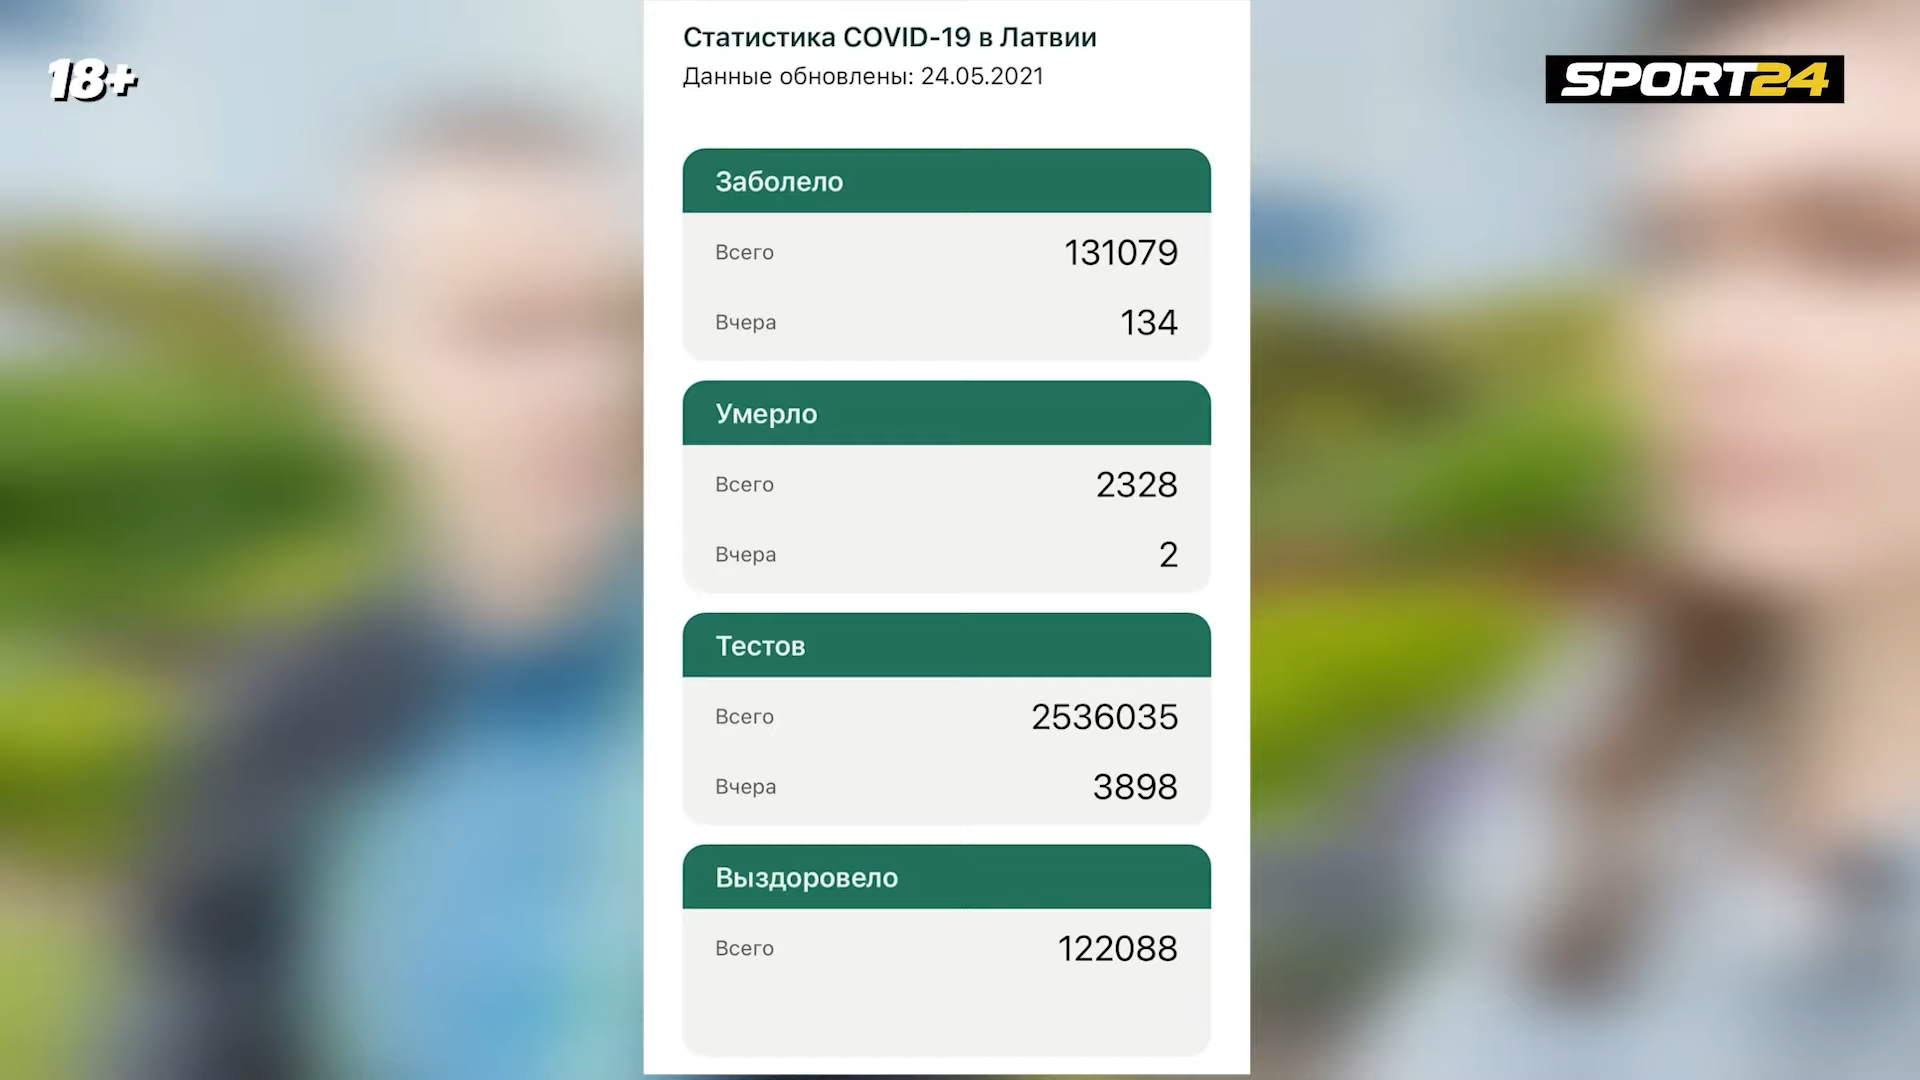 18+
SPORT24
Статистика COVID-19 в Латвии
Данные обновлены: 24.05.2021
Заболело
Всего 131079
Вчера 134
Умерло
Всего 2328
Вчера 2
Тестов
Всего 2536035
Вчера 3898
Выздоровело
Всего 122088